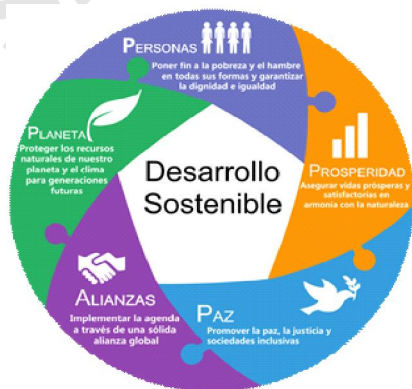 PERSONAS
Poner fin a la pobreza y el hambre
en todas sus formas y garantizar
la dignidad e igualdad
PROSPERIDAD
Asegurar vidas prósperas y
satisfactorias en
armonía con la naturaleza
PAZ
Promover la paz, la justicia y
sociedades inclusivas
ALIANZAS
Implementar la agenda
a través de una sólida
alianza global
PLANETA
Proteger los recursos
naturales de nuestro
planeta y el clima
para generaciones
futuras
Desarrollo
Sostenible